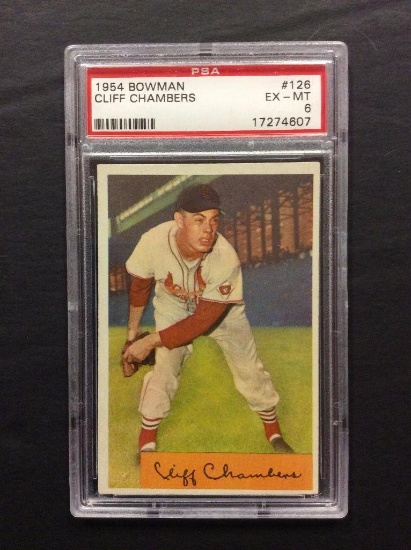 PSA
1954 BOWMAN #126
CLIFF CHAMBERS EX - MT
6
17274607
Cliff Chambers